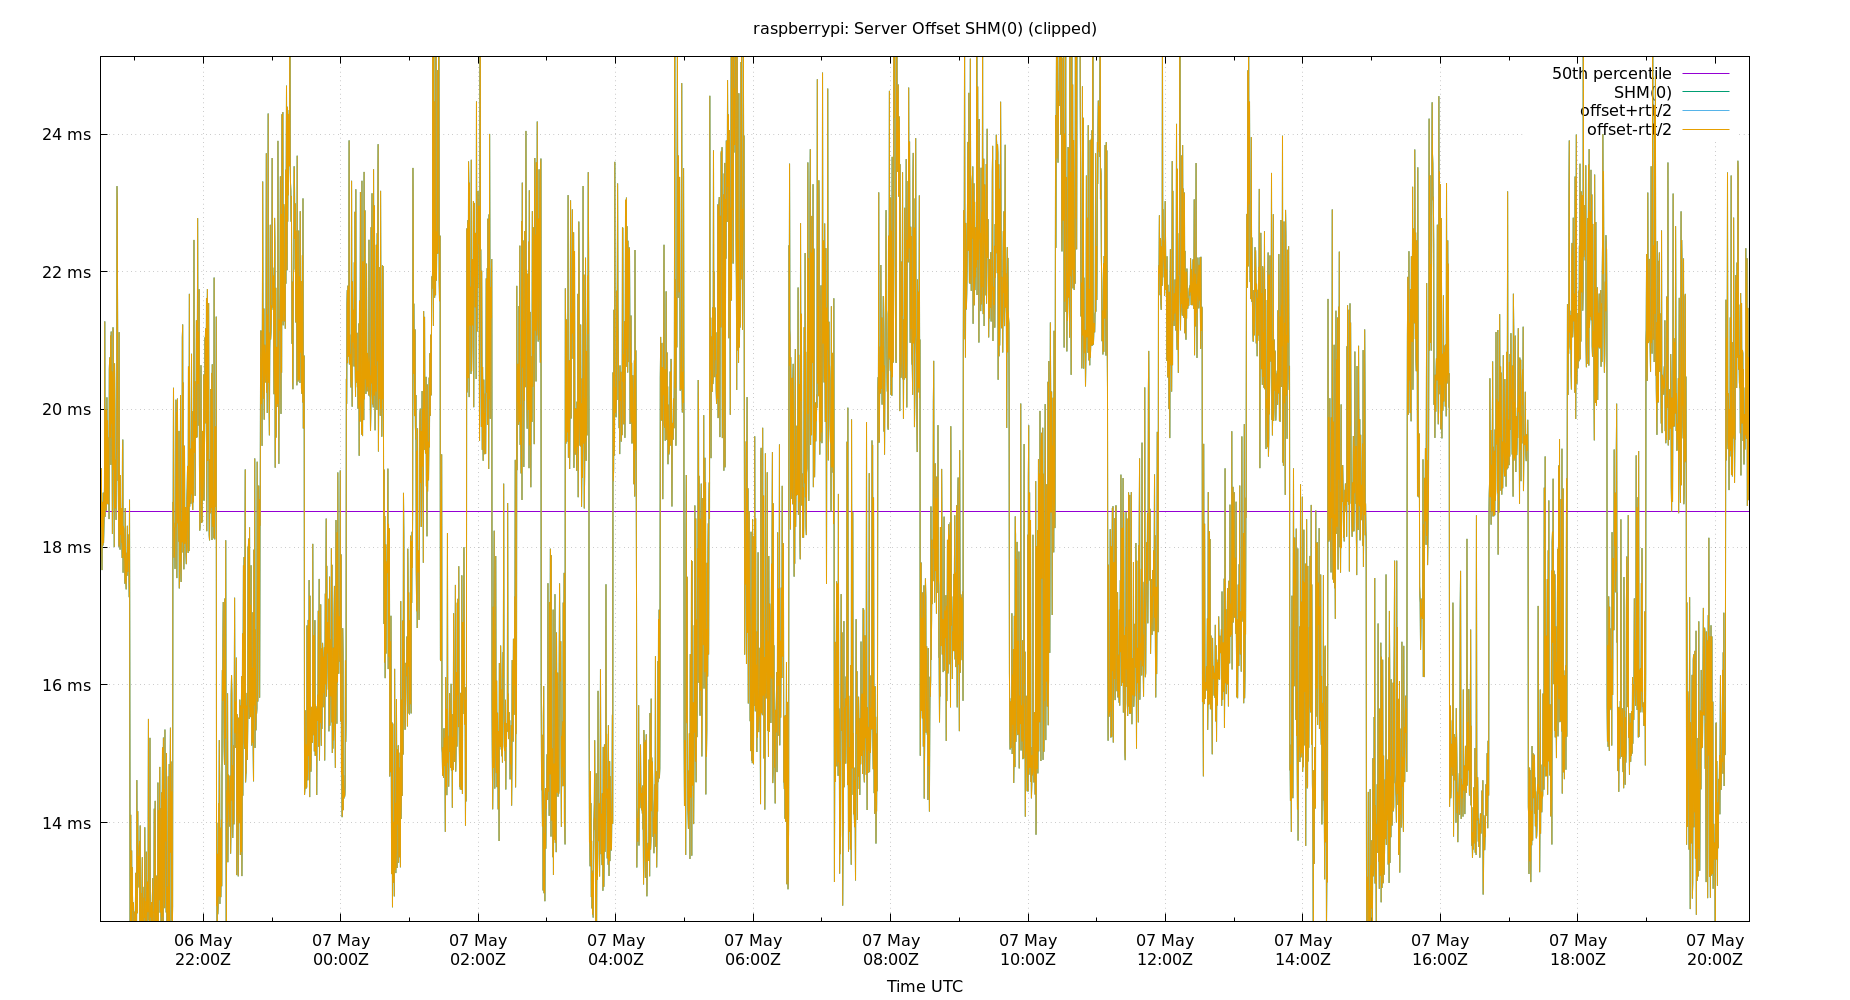 raspberrypi: Server Offset SHM(0) (clipped)
50th percentile
SHM(0)
offset+rtt/2
offset-rtt/2
24 ms
22 ms
20 ms
18 ms
16 ms
14 ms
06 May 07 May 07 May 07 May 07 May 07 May 07 May 07 May 07 May 07 May 07 May 07 May
22:00Z 00:00Z 02:00Z 04:00Z 06:00Z 08:00Z 10:00Z 12:00Z 14:00Z 16:00Z 18:00Z 20:00Z
Time UTC